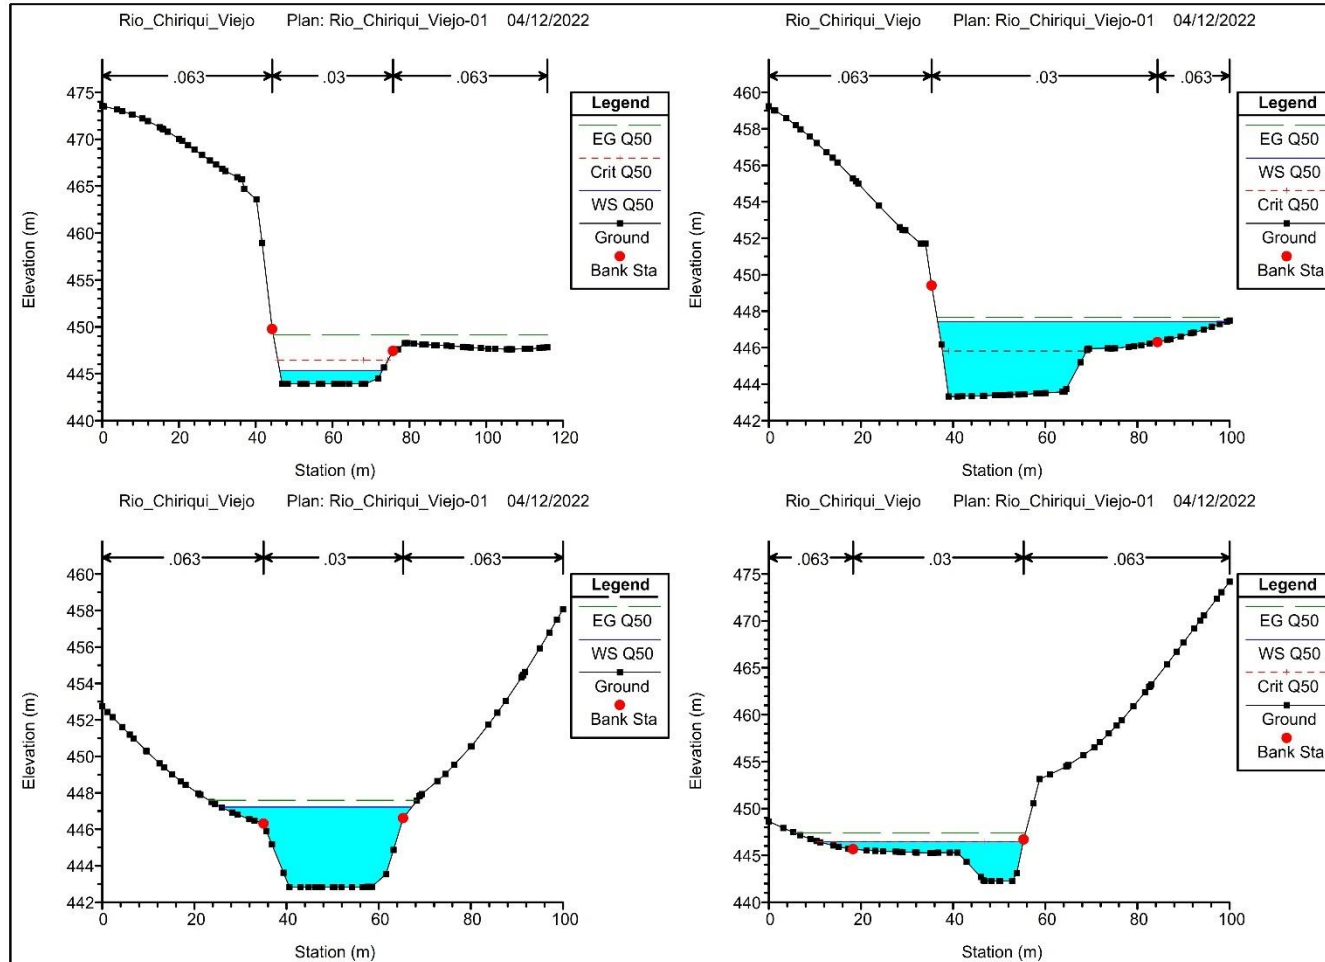 Rio_Chiriqui_Viejo Plan: Rio_Chiriqui_Viejo-01 04/12/2022
.063 .03 .063
475
470
465
460
455
450
445
440
Elevation (m)
0 20 40 60 80 100 120
Station (m)
Legend
EG Q50
Crit Q50
WS Q50
Ground
Bank Sta
Rio_Chiriqui_Viejo Plan: Rio_Chiriqui_Viejo-01 04/12/2022
.063 .03 .063
460
458
456
454
452
450
448
446
444
442
Elevation (m)
0 20 40 60 80 100
Station (m)
Legend
EG Q50
WS Q50
Crit Q50
Ground
Bank Sta
Rio_Chiriqui_Viejo Plan: Rio_Chiriqui_Viejo-01 04/12/2022
.063 .03 .063
460
458
456
454
452
450
448
446
444
442
Elevation (m)
0 20 40 60 80 100
Station (m)
Legend
EG Q50
WS Q50
Ground
Bank Sta
Rio_Chiriqui_Viejo Plan: Rio_Chiriqui_Viejo-01 04/12/2022
.063 .03 .063
475
470
465
460
455
450
445
440
Elevation (m)
0 20 40 60 80 100
Station (m)
Legend
EG Q50
WS Q50
Crit Q50
Ground
Bank Sta